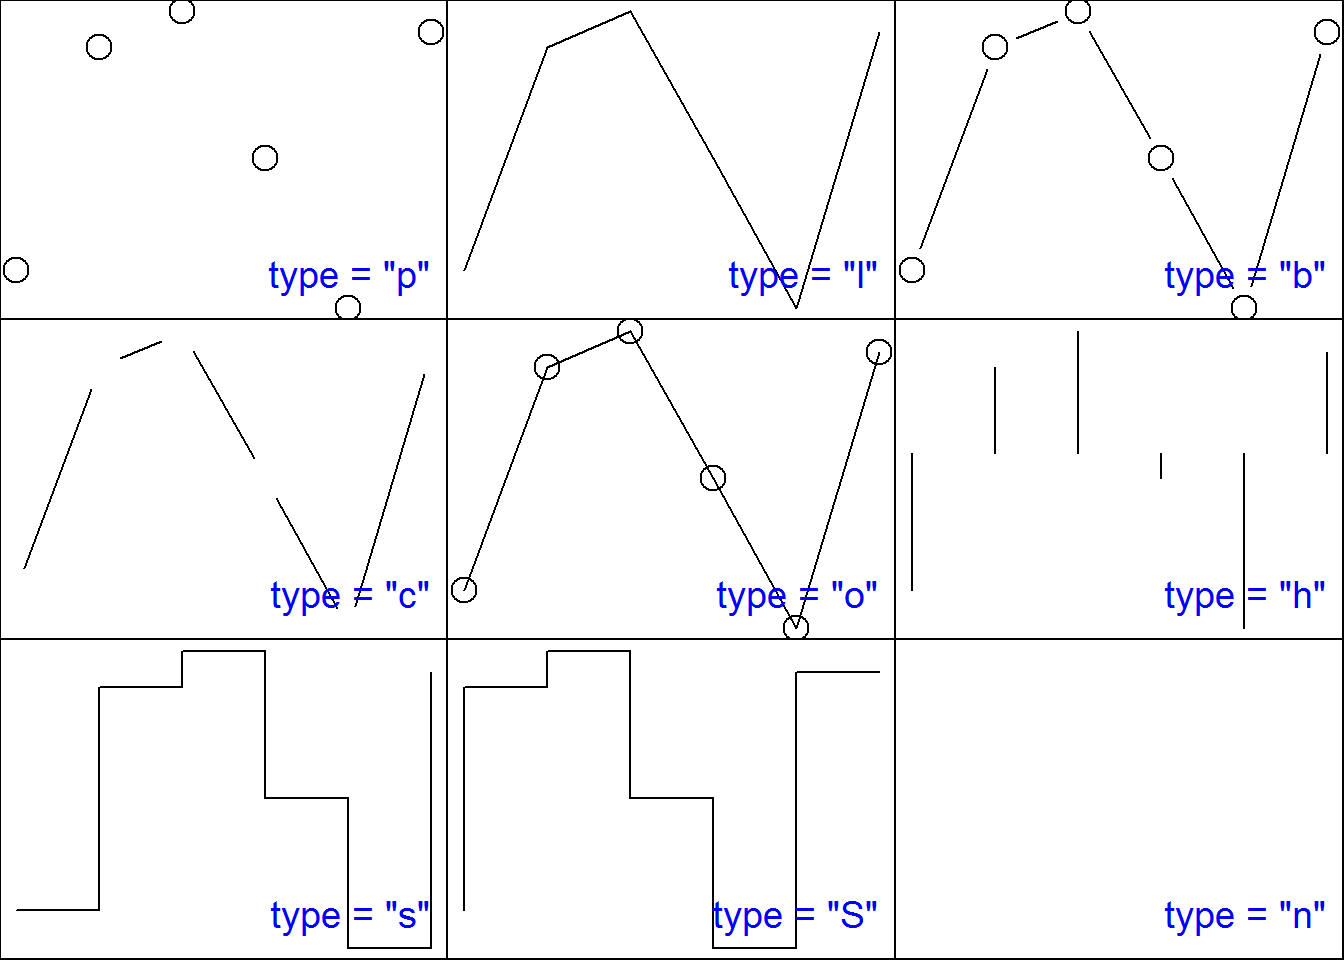 type = "p"
type = "l"
type = "b"
type = "c"
type = "o"
type = "h"
type = "s"
type = "S"
type = "n"